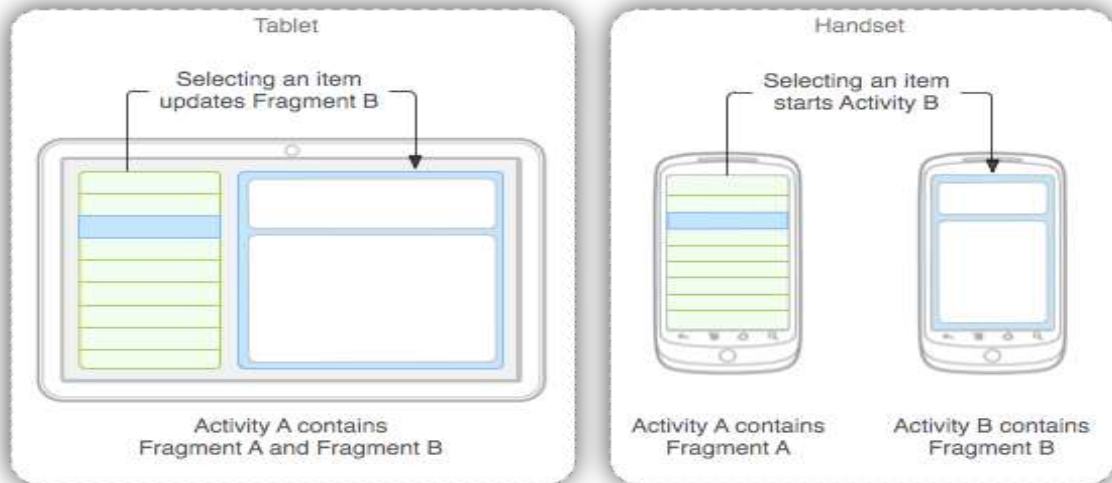 Tablet
Selecting an item
updates Fragment B
Activity A contains
Fragment A and Fragment B
Handset
Selecting an item
starts Activity B
Activity A contains
Fragment A
Activity B contains
Fragment B